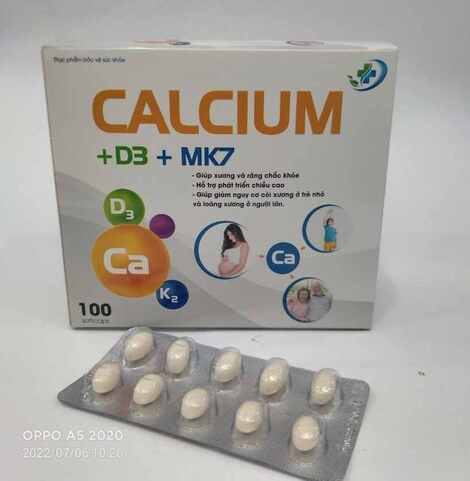 Thực phẩm bảo vệ sức khỏe
CALCIUM
+D3 + MK7
- Giúp xương và răng chắc khỏe
- Hỗ trợ phát triển chiều cao
- Giúp giảm nguy cơ còi xương ở trẻ nhỏ
và loãng xương ở người lớn.
D3
Ca
K2
Ca
100
softcaps
OPPO A5 2020
2022/07/06 10:26